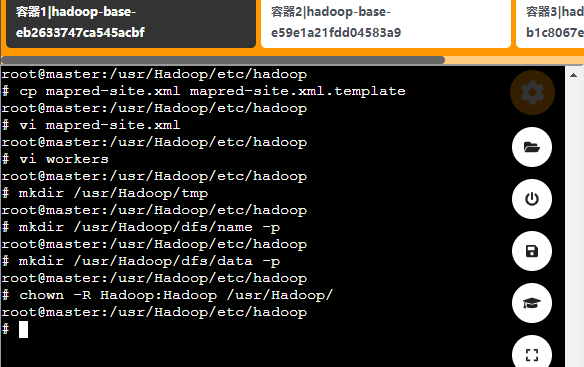 容器1|hadoop-base-
eb2633747ca545acbf
容器2|hadoop-base-
e59e1a21fdd04583a9
容器3|had
b1c8067e
root@master:/usr/Hadoop/etc/hadoop
# cp mapred-site.xml mapred-site.xml.template
root@master:/usr/Hadoop/etc/hadoop
# vi mapred-site.xml
root@master:/usr/Hadoop/etc/hadoop
# vi workers
root@master:/usr/Hadoop/etc/hadoop
# mkdir /usr/Hadoop/tmp
root@master:/usr/Hadoop/etc/hadoop
# mkdir /usr/Hadoop/dfs/name -p
root@master:/usr/Hadoop/etc/hadoop
# mkdir /usr/Hadoop/dfs/data -p
root@master:/usr/Hadoop/etc/hadoop
# chown -R Hadoop:Hadoop /usr/Hadoop/
root@master:/usr/Hadoop/etc/hadoop
#